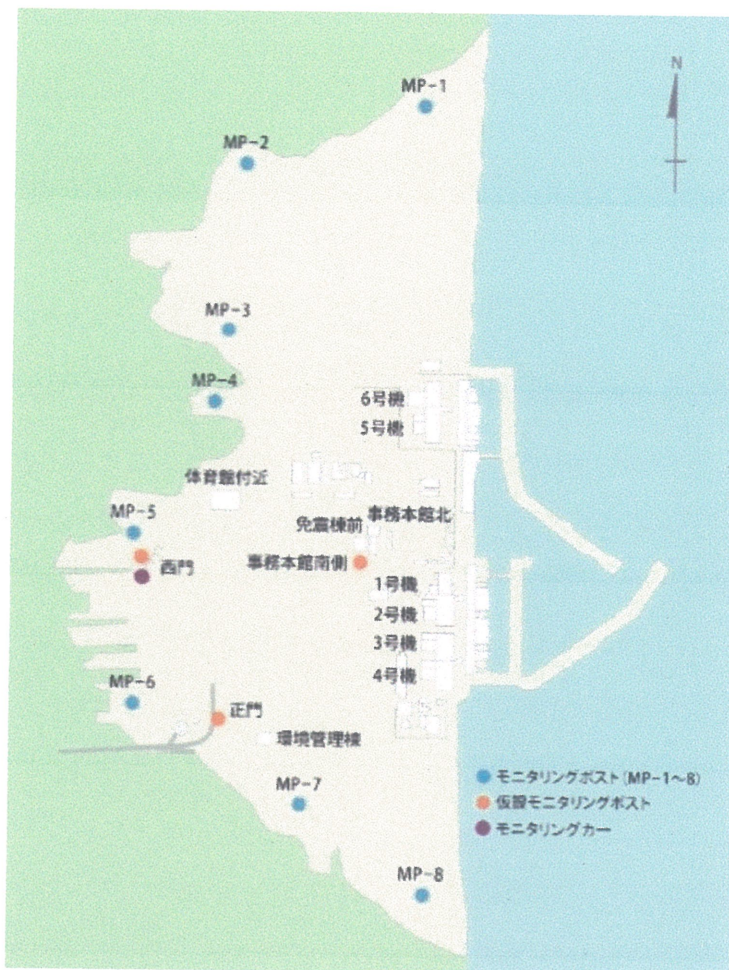 N
MP-1
MP-2
MP-3
MP-4
6号機
5号機
体育館付近
MP-5
免震棟前
事務本館北
西門
事務本館南側
1号機
2号機
3号機
4号機
MP-6
正門
環境管理棟
MP-7
MP-8
モニタリングポスト(MP-1～8)
仮設モニタリングポスト
モニタリングカー